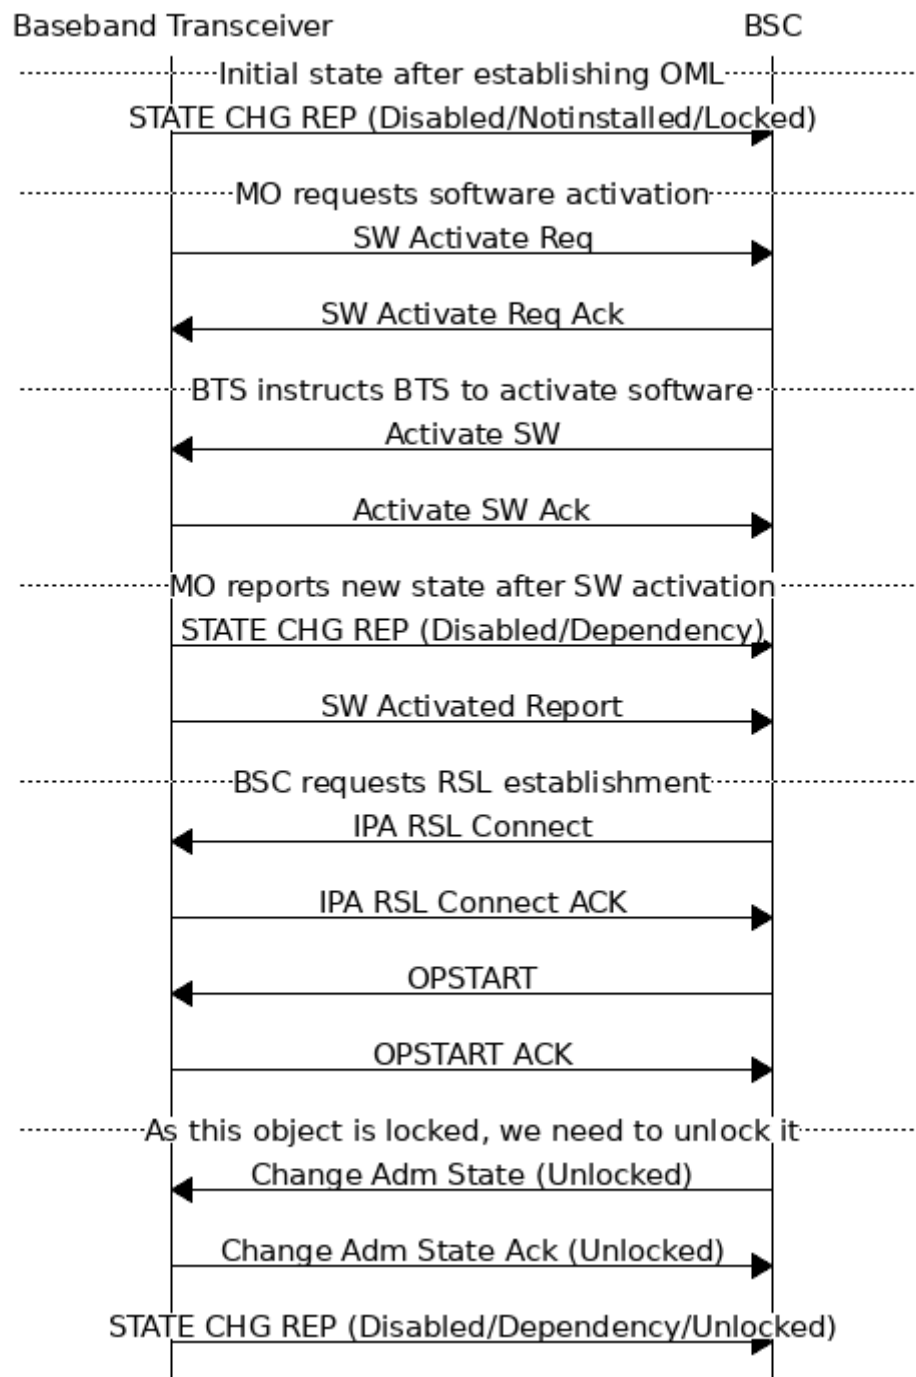 Baseband Transceiver BSC
Initial state after establishing OML
STATE CHG REP (Disabled/Notinstalled/Locked)
MO requests software activation
SW Activate Req
SW Activate Req Ack
BTS instructs BTS to activate software
Activate SW
Activate SW Ack
MO reports new state after SW activation
STATE CHG REP (Disabled/Dependency)
SW Activated Report
BSC requests RSL establishment
IPA RSL Connect
IPA RSL Connect ACK
OPSTART
OPSTART ACK
As this object is locked, we need to unlock it
Change Adm State (Unlocked)
Change Adm State Ack (Unlocked)
STATE CHG REP (Disabled/Dependency/Unlocked)